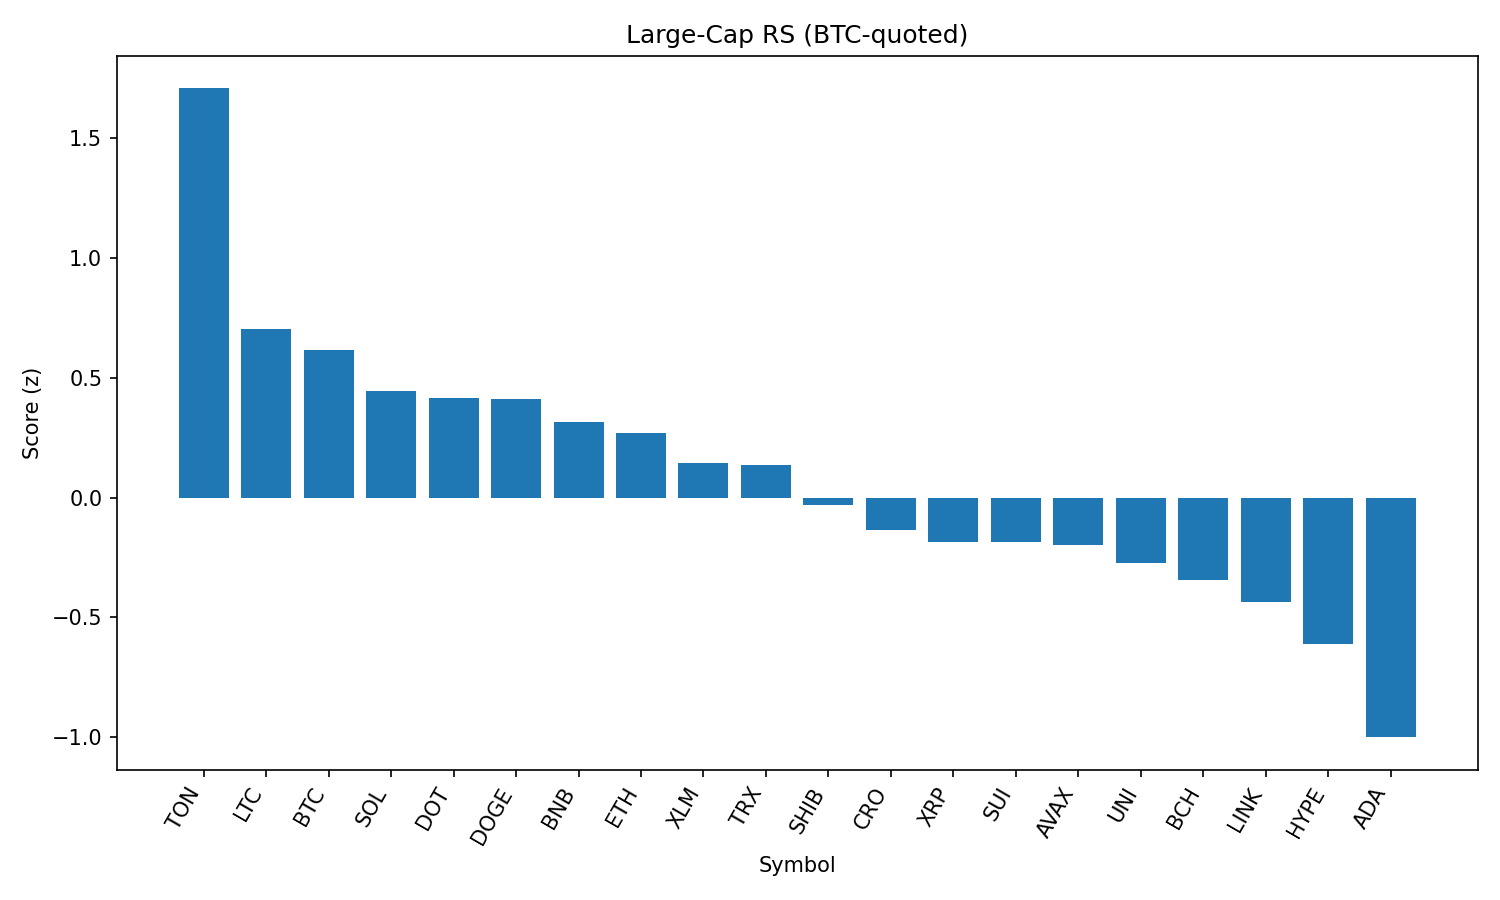 Large-Cap RS (BTC-quoted)
Score (z)
1.5
1.0
0.5
0.0
−0.5
−1.0
TON
LTC
BTC
SOL
DOT
DOGE
BNB
ETH
XLM
TRX
SHIB
CRO
XRP
SUI
AVAX
UNI
BCH
LINK
HYPE
ADA
Symbol